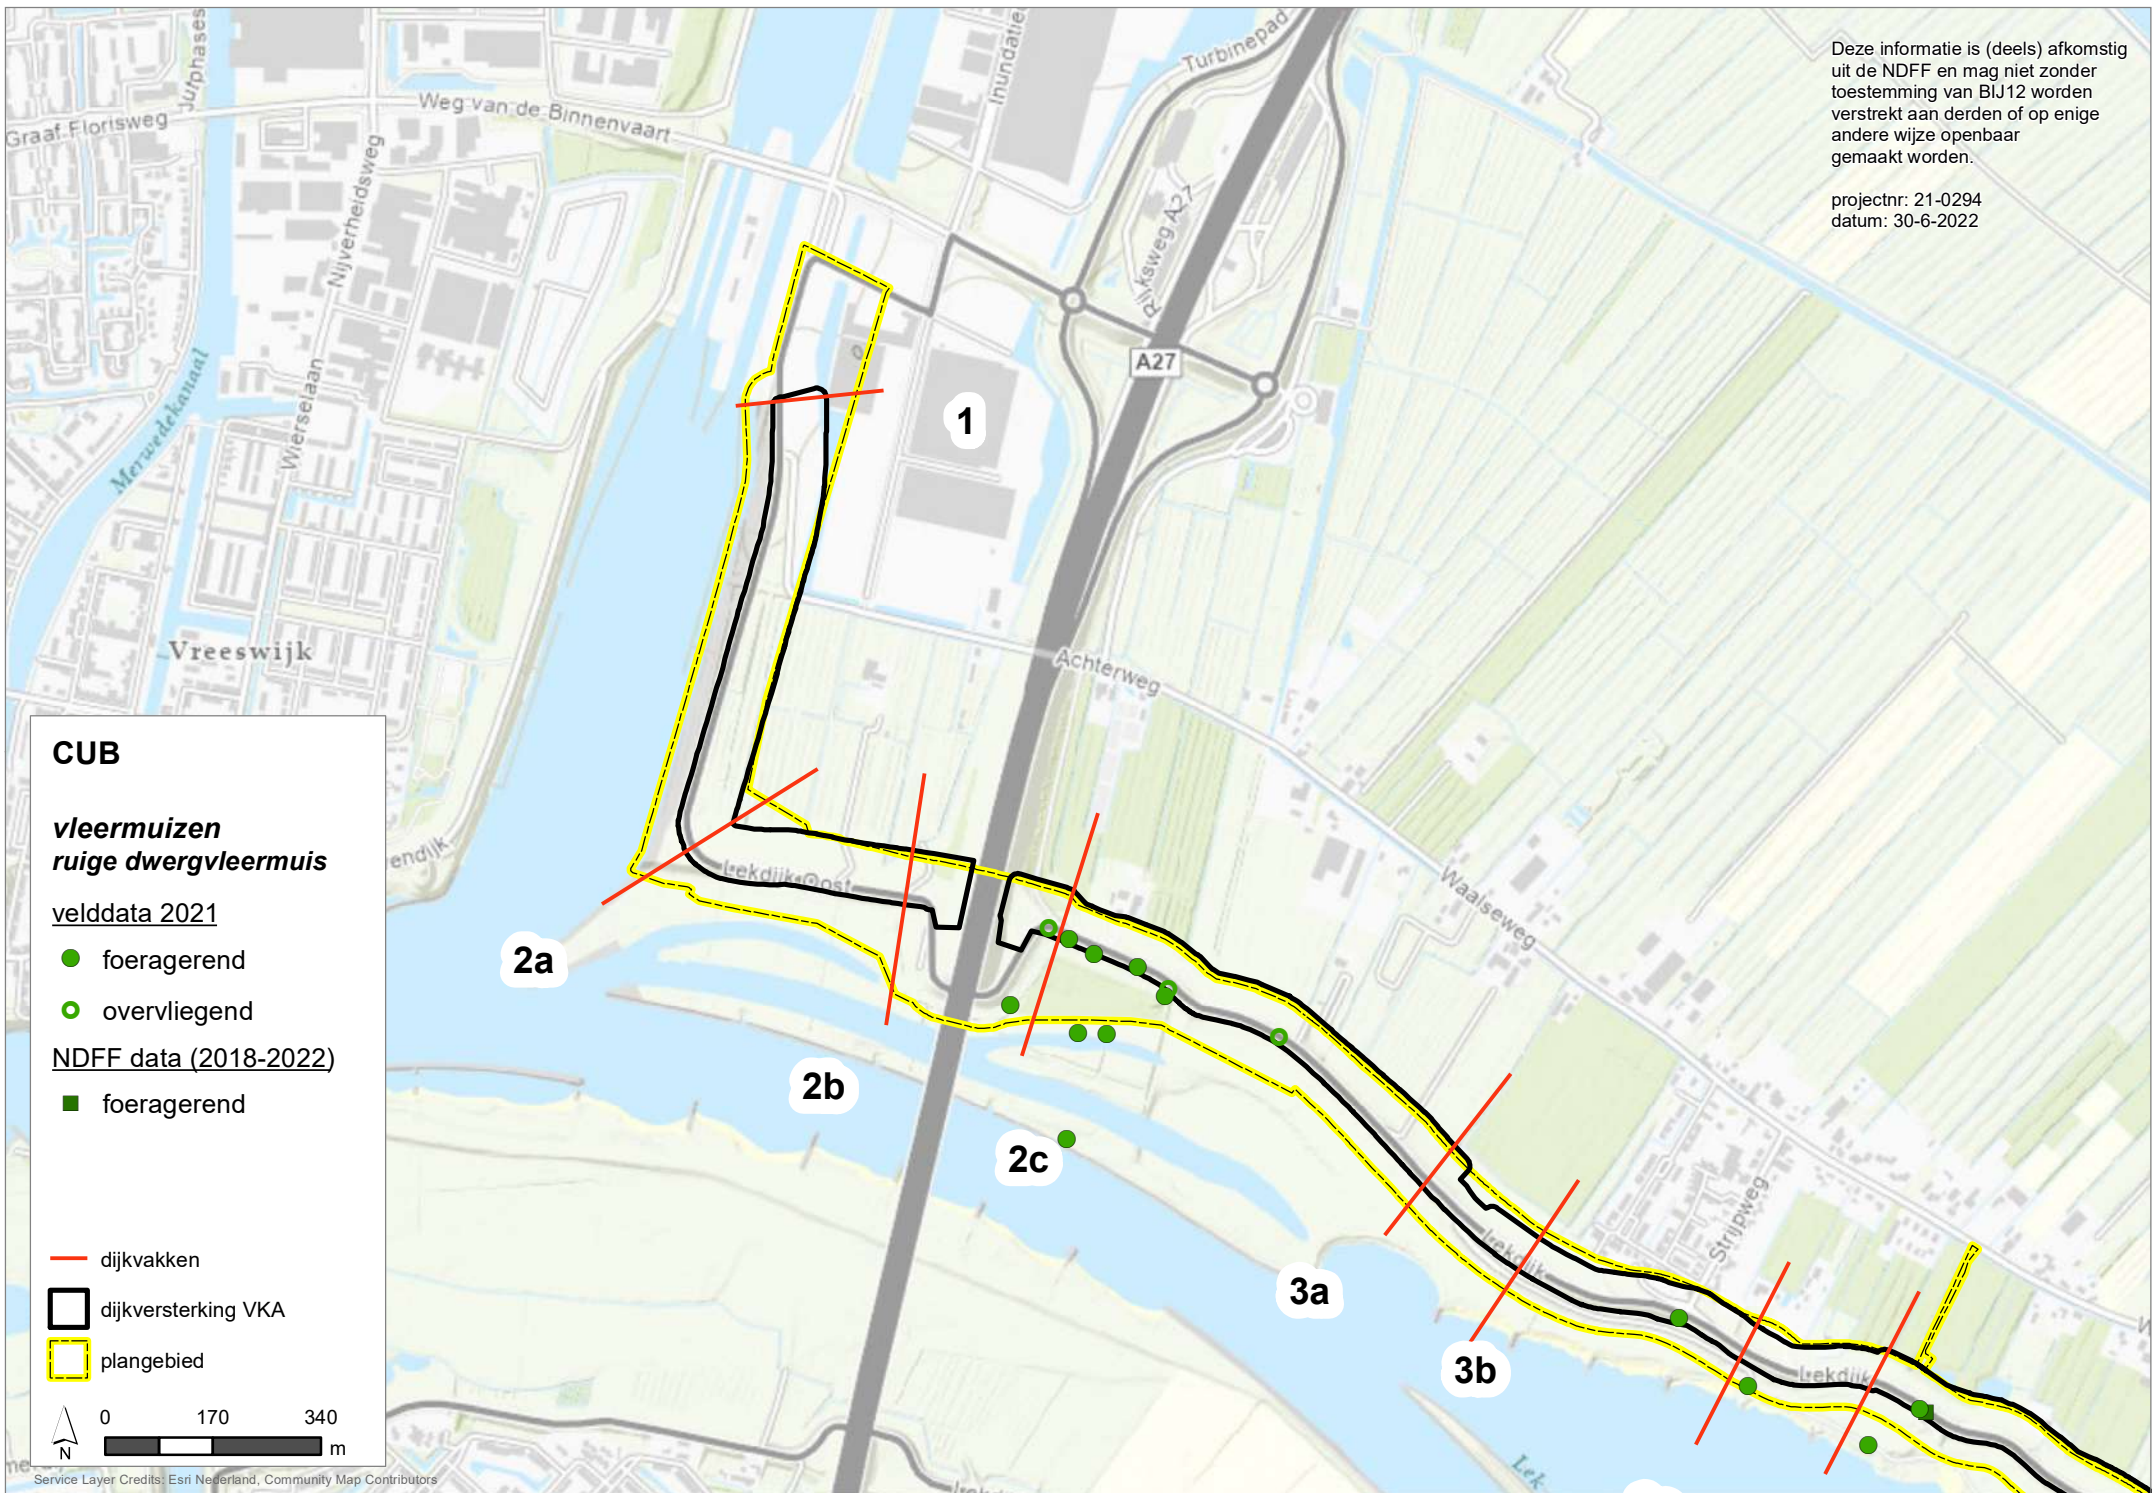 Deze informatie is (deels) afkomstig
uit de NDFF en mag niet zonder
toestemming van BIJ12 worden
verstrekt aan derden of op enige
andere wijze openbaar
gemaakt worden.
projectnr: 21-0294
datum: 30-6-2022
Jutphases
Graaf Florisweg
Weg van de Binnenvaart
Inundatie
Turbinepad
Nijverheidsweg
Rijksweg A27
A27
Merwedekanaal
Wierselaan
1
Vreeswijk
Achterweg
endijk
Lekdijk Oost
Waalseweg
2a
2b
2c
3a
3b
Lekdijk
Strijpweg
Lekdijk
Lek
CUB
vleermuizen
ruige dwergvleermuis
velddata 2021
foeragerend
overvliegend
NDFF data (2018-2022)
foeragerend
dijkvakken
dijkversterking VKA
plangebied
0 170 340
m
N
Service Layer Credits: Esri Nederland, Community Map Contributors